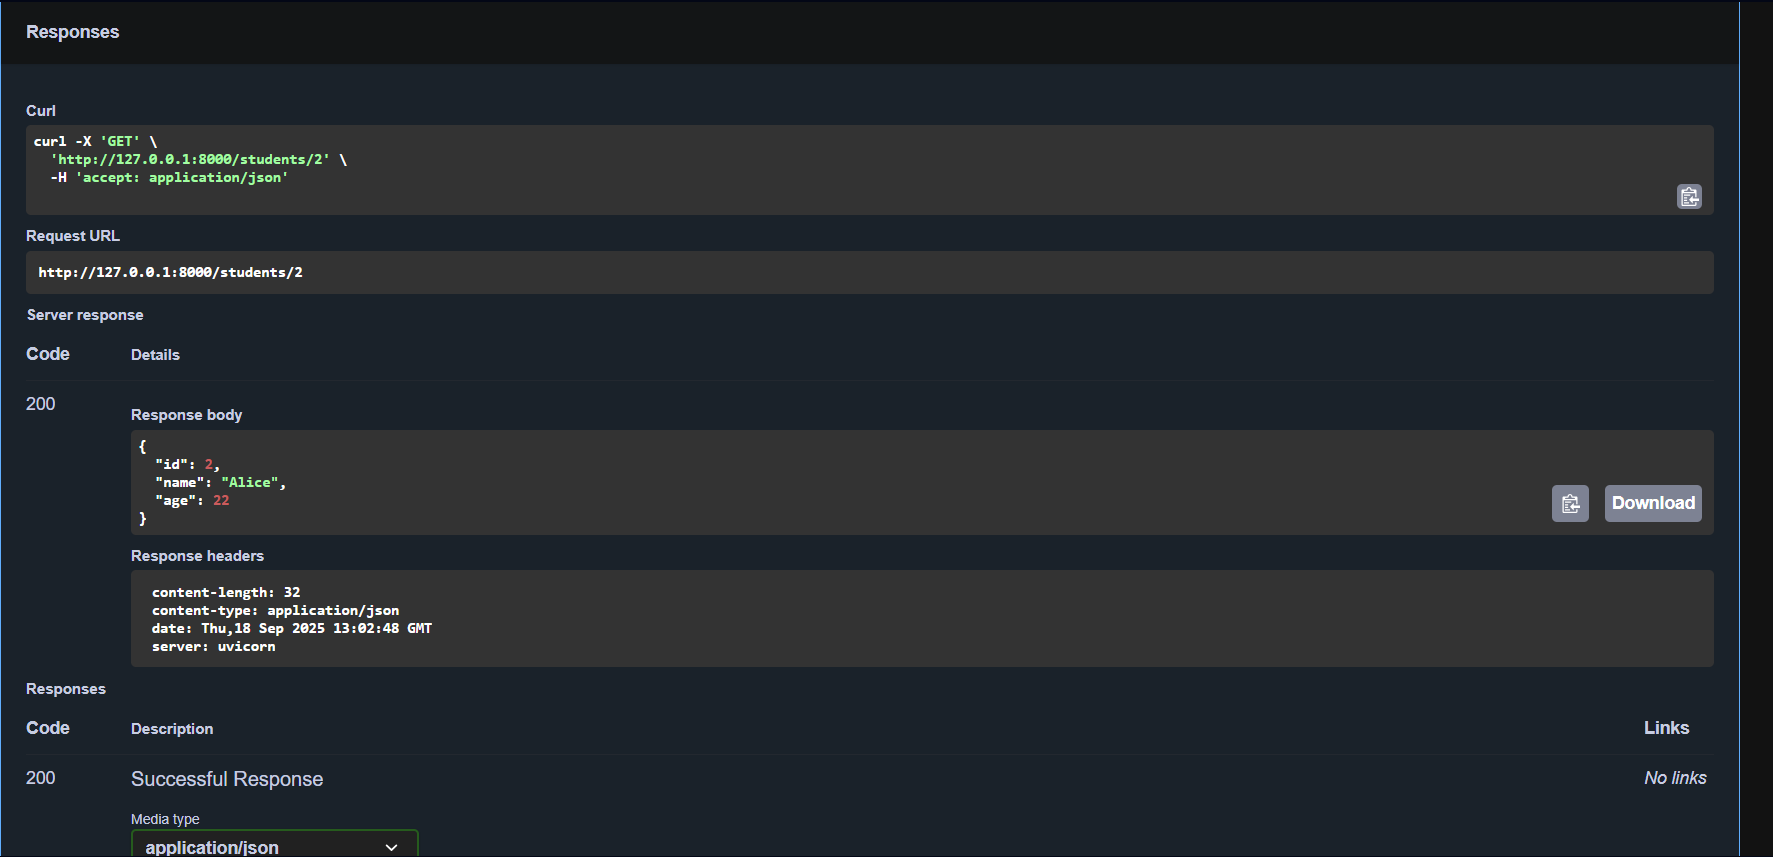 Responses
Curl
curl -X 'GET' \
'http://127.0.0.1:8000/students/2' \
-H 'accept: application/json'
Request URL
http://127.0.0.1:8000/students/2
Server response
Code Details
200
Response body
{
"id": 2,
"name": "Alice",
"age": 22
}
Download
Response headers
content-length: 32
content-type: application/json
date: Thu,18 Sep 2025 13:02:48 GMT
server: uvicorn
Responses
Code Description Links
200 Successful Response No links
Media type
application/json